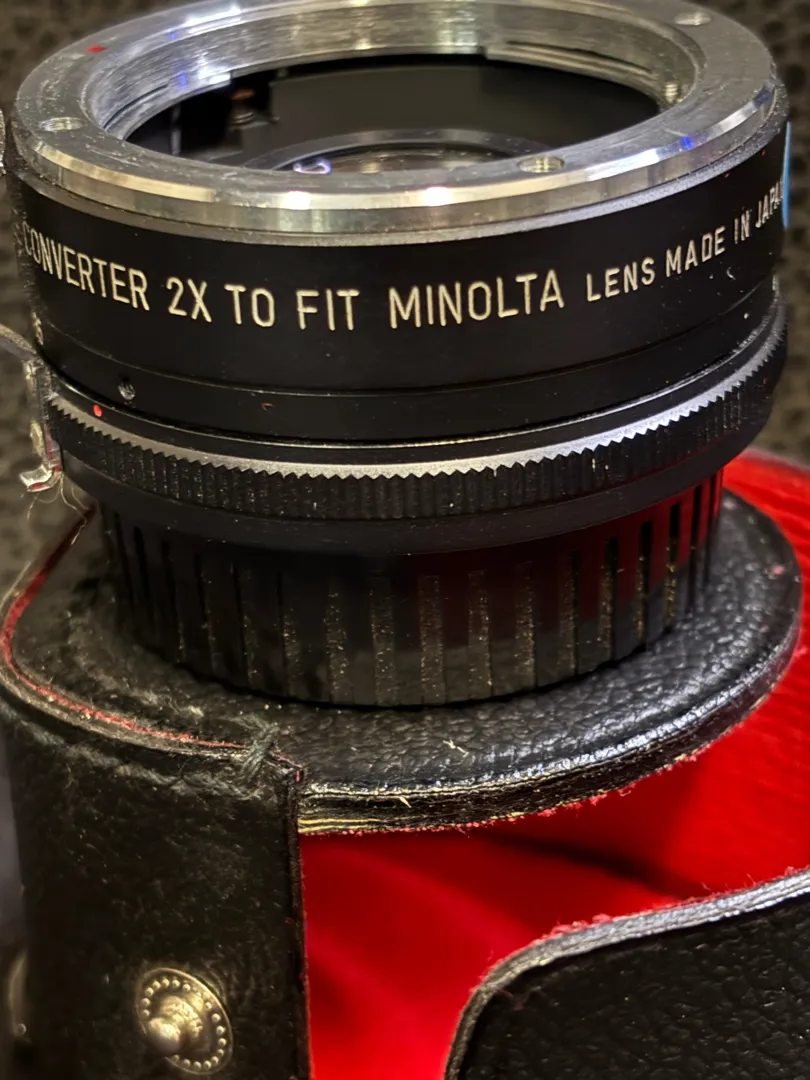 CONVERTER 2X TO FIT MINOLTA LENS MADE IN JAPAN